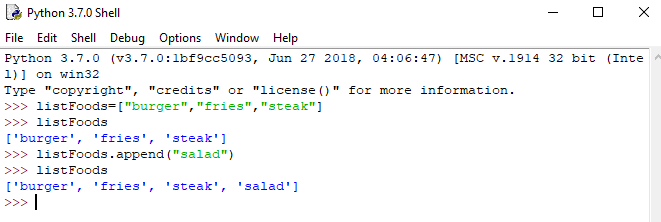 Python 3.7.0 Shell
File Edit Shell Debug Options Window Help
Python 3.7.0 (v3.7.0:1bf9cc5093, Jun 27 2018, 04:06:47) [MSC v.1914 32 bit (Inte
l)] on win32
Type "copyright", "credits" or "license()" for more information.
>>> listFoods=["burger","fries","steak"]
>>> listFoods
['burger', 'fries', 'steak']
>>> listFoods.append("salad")
>>> listFoods
['burger', 'fries', 'steak', 'salad']
>>>